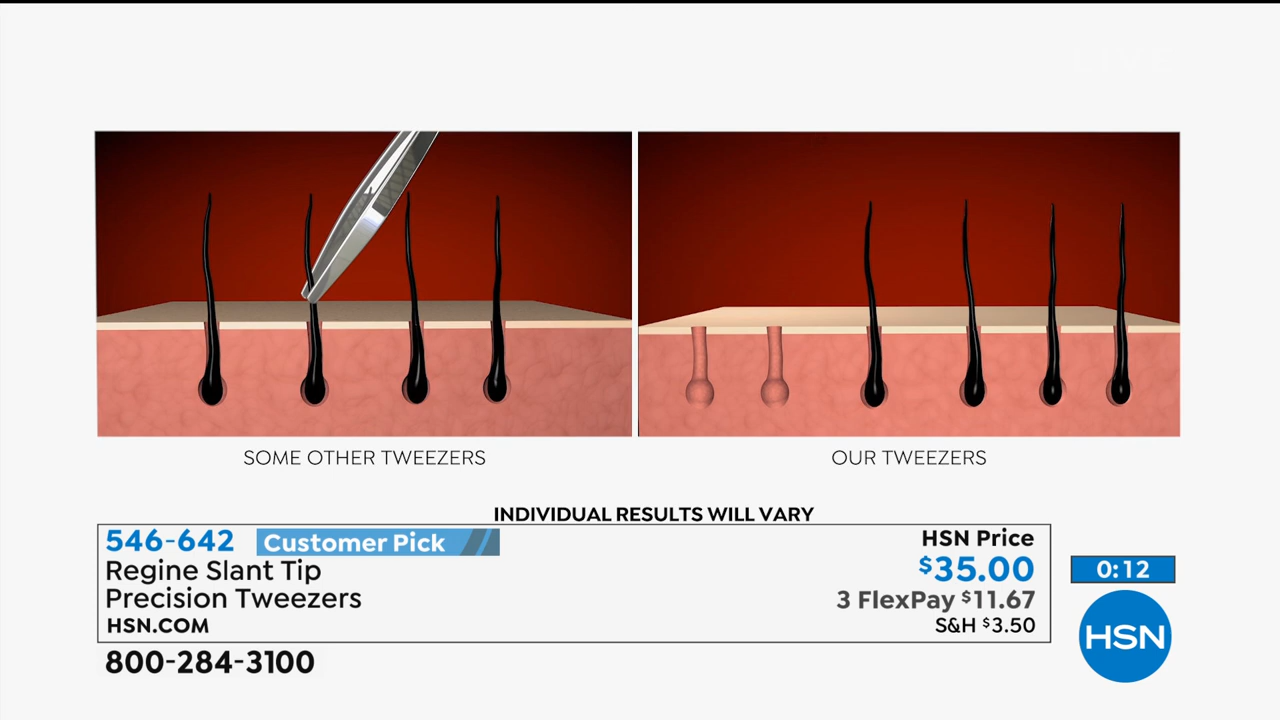 SOME OTHER TWEEZERS
OUR TWEEZERS
INDIVIDUAL RESULTS WILL VARY
546-642 Customer Pick
Regine Slant Tip
Precision Tweezers
HSN.COM
800-284-3100
HSN Price
$35.00
3 FlexPay $11.67
S&H $3.50
0:12
HSN